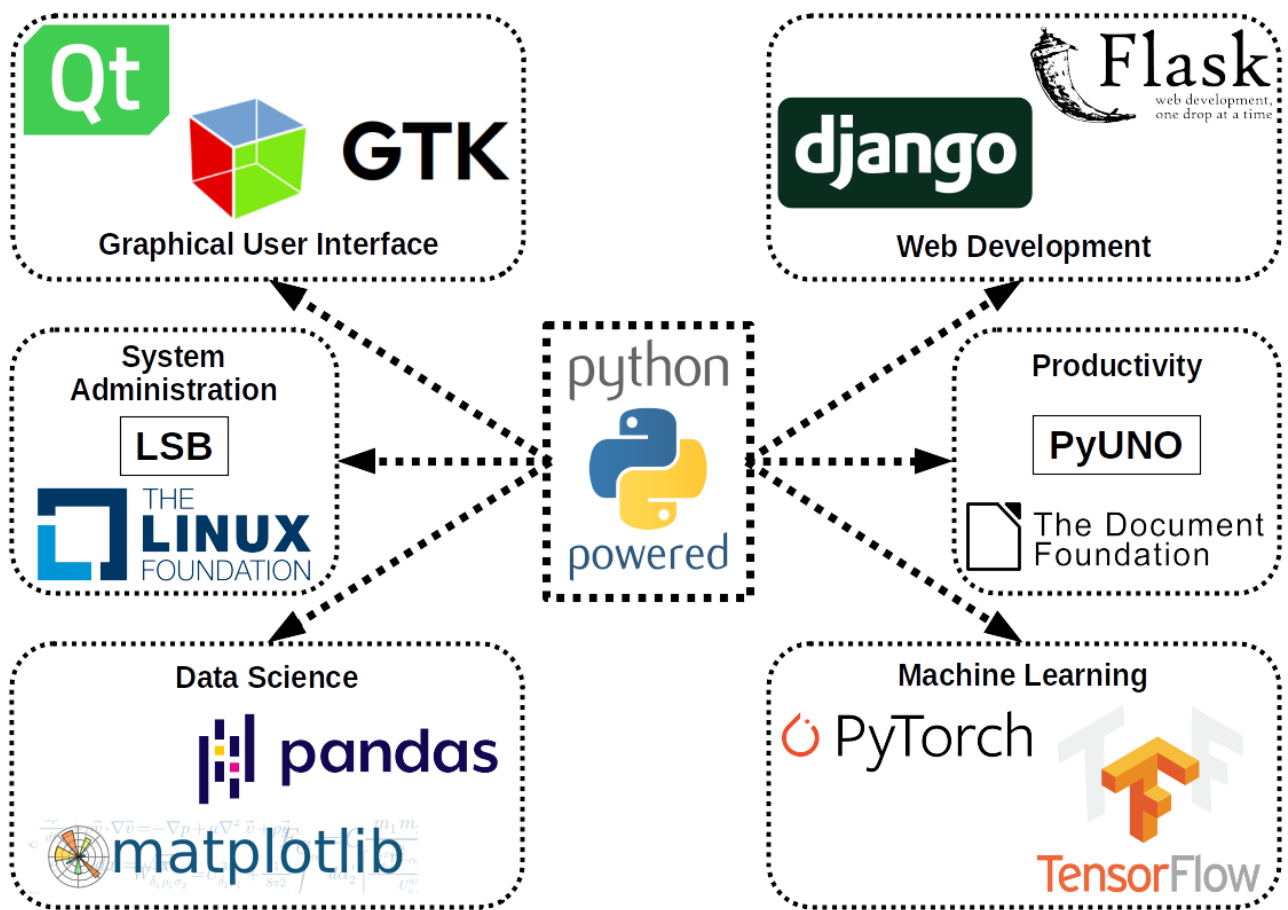 Qt
GTK
Graphical User Interface
Flask
web development,
one drop at a time
django
Web Development
System
Administration
LSB
THE
LINUX
FOUNDATION
python
powered
Productivity
PyUNO
The Document
Foundation
Data Science
pandas
matplotlib
Machine Learning
PyTorch
TF
TensorFlow